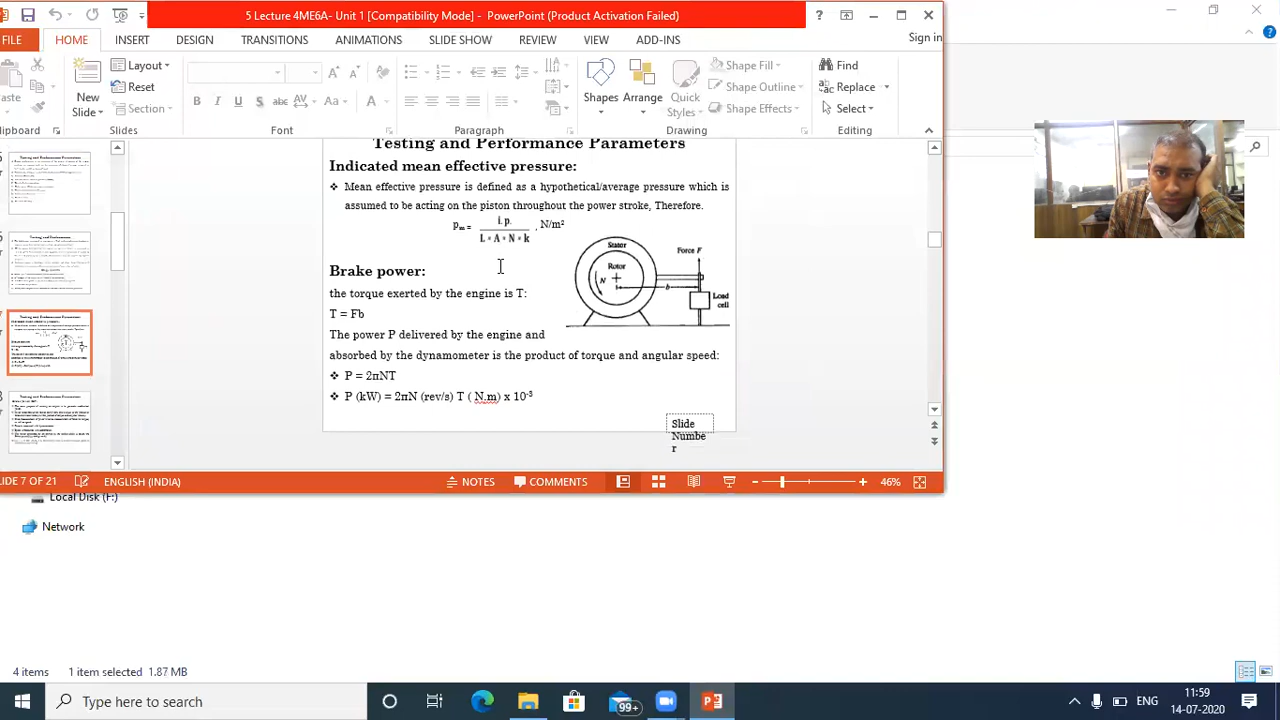 5 Lecture 4ME6A- Unit 1 [Compatibility Mode] - PowerPoint (Product Activation Failed)
FILE HOME INSERT DESIGN TRANSITIONS ANIMATIONS SLIDE SHOW REVIEW VIEW ADD-INS Sign in
aste
New Slide
Layout
Reset
Section
B I U S abc AV Aa A
Shapes
Arrange
Quick Styles
Shape Fill
Shape Outline
Shape Effects
Find
Replace
Select
lipboard Slides Font Paragraph Drawing Editing
Testing and Performance Parameters
Indicated mean effective pressure:
❖ Mean effective pressure is defined as a hypothetical/average pressure which is
assumed to be acting on the piston throughout the power stroke, Therefore.
i.p.
pm = , N/m²
L * A * N * k
Stator
Force F
Rotor
N
b
Load
cell
Brake power:
the torque exerted by the engine is T:
T = Fb
The power P delivered by the engine and
absorbed by the dynamometer is the product of torque and angular speed:
❖ P = 2πNT
❖ P (kW) = 2πN (rev/s) T ( N.m) x 10⁻³
Slide
Numbe
r
LIDE 7 OF 21 ENGLISH (INDIA) NOTES COMMENTS 46%
Local Disk (F:)
Network
4 items 1 item selected 1.87 MB
Type here to search
99+
ENG
11:59
14-07-2020